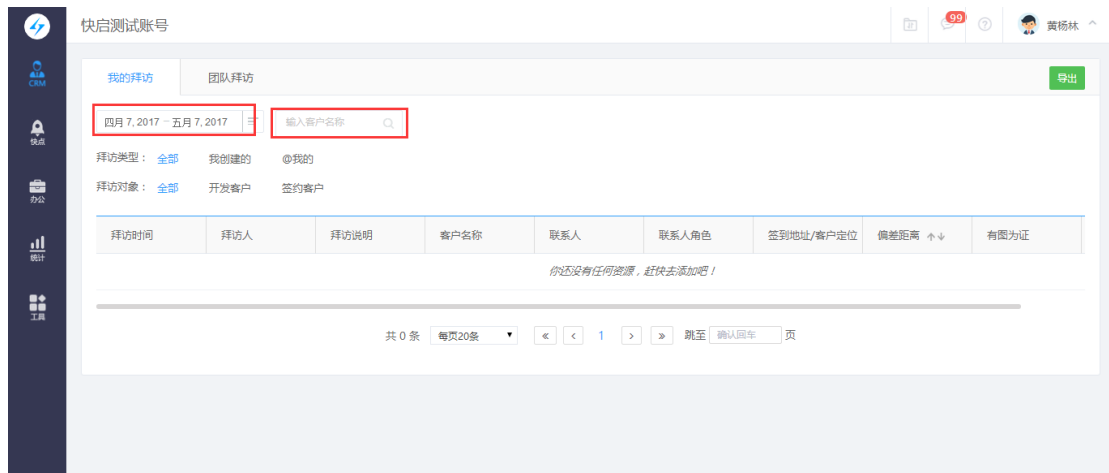 快启测试账号
99
黄杨林
CRM
快点
办公
统计
工具
我的拜访 团队拜访 导出
四月 7, 2017 - 五月 7, 2017 输入客户名称
拜访类型： 全部 我创建的 @我的
拜访对象： 全部 开发客户 签约客户
拜访时间 拜访人 拜访说明 客户名称 联系人 联系人角色 签到地址/客户定位 偏差距离 有图为证
你还没有任何资源，赶快去添加吧！
共 0 条 每页20条 « < 1 > » 跳至 确认回车 页